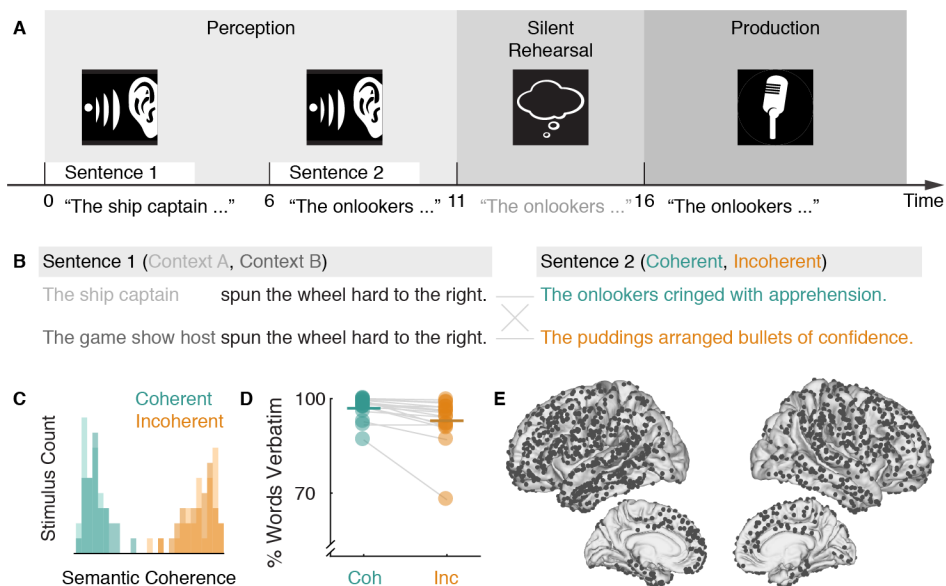 A
Perception
Silent
Rehearsal
Production
Sentence 1
Sentence 2
0
6
11
16
Time
"The ship captain ..."
"The onlookers ..."
"The onlookers ..."
"The onlookers ..."
B
Sentence 1 (Context A, Context B)
Sentence 2 (Coherent, Incoherent)
The ship captain spun the wheel hard to the right.
The onlookers cringed with apprehension.
The game show host spun the wheel hard to the right.
The puddings arranged bullets of confidence.
C
Coherent
Incoherent
Stimulus Count
Semantic Coherence
D
% Words Verbatim
100
70
Coh
Inc
E